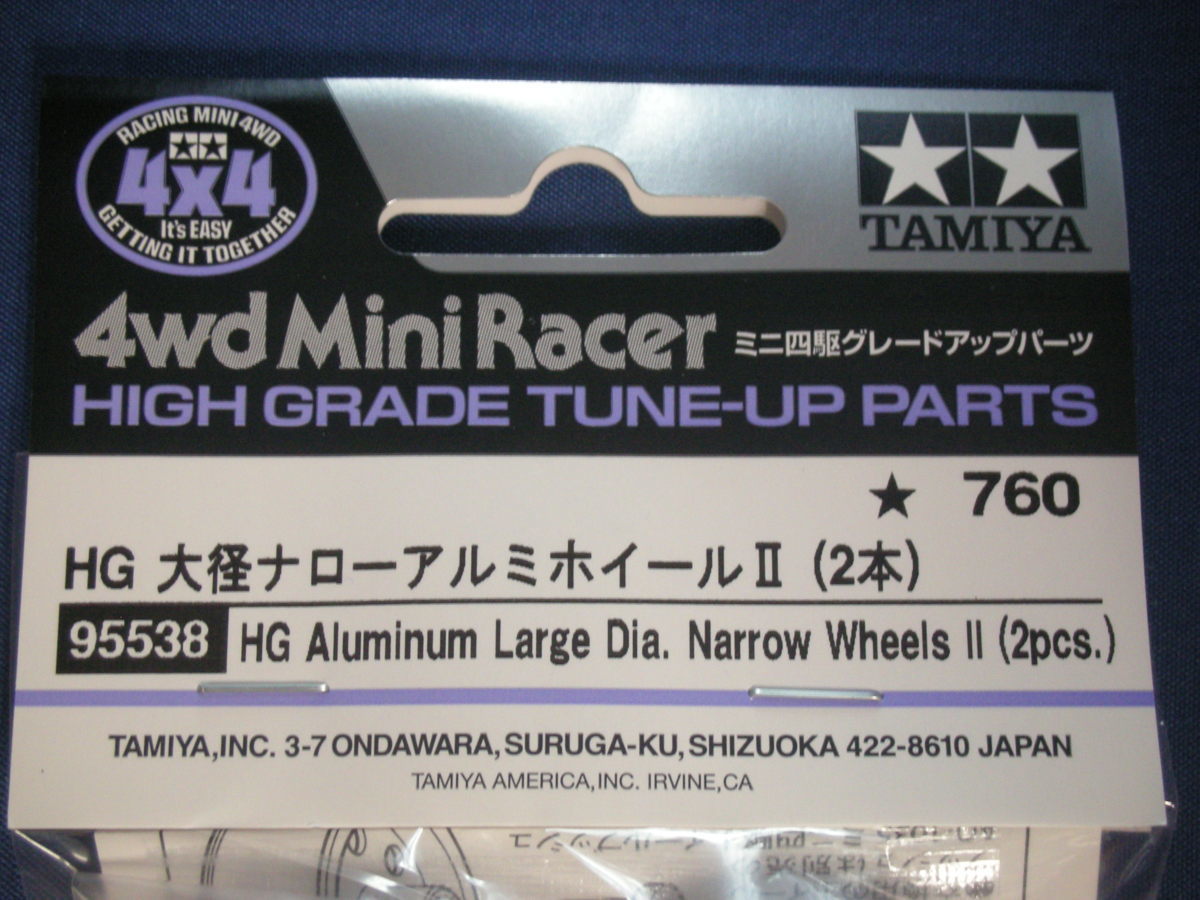 RACING MINI 4WD
4x4
It's EASY
GETTING IT TOGETHER
TAMIYA
4wd Mini Racer ミニ四駆グレードアップパーツ
HIGH GRADE TUNE-UP PARTS
★ 760
HG 大径ナローアルミホイールⅡ (2本)
95538 HG Aluminum Large Dia. Narrow Wheels II (2pcs.)
TAMIYA,INC. 3-7 ONDAWARA, SURUGA-KU, SHIZUOKA 422-8610 JAPAN
TAMIYA AMERICA, INC. IRVINE, CA